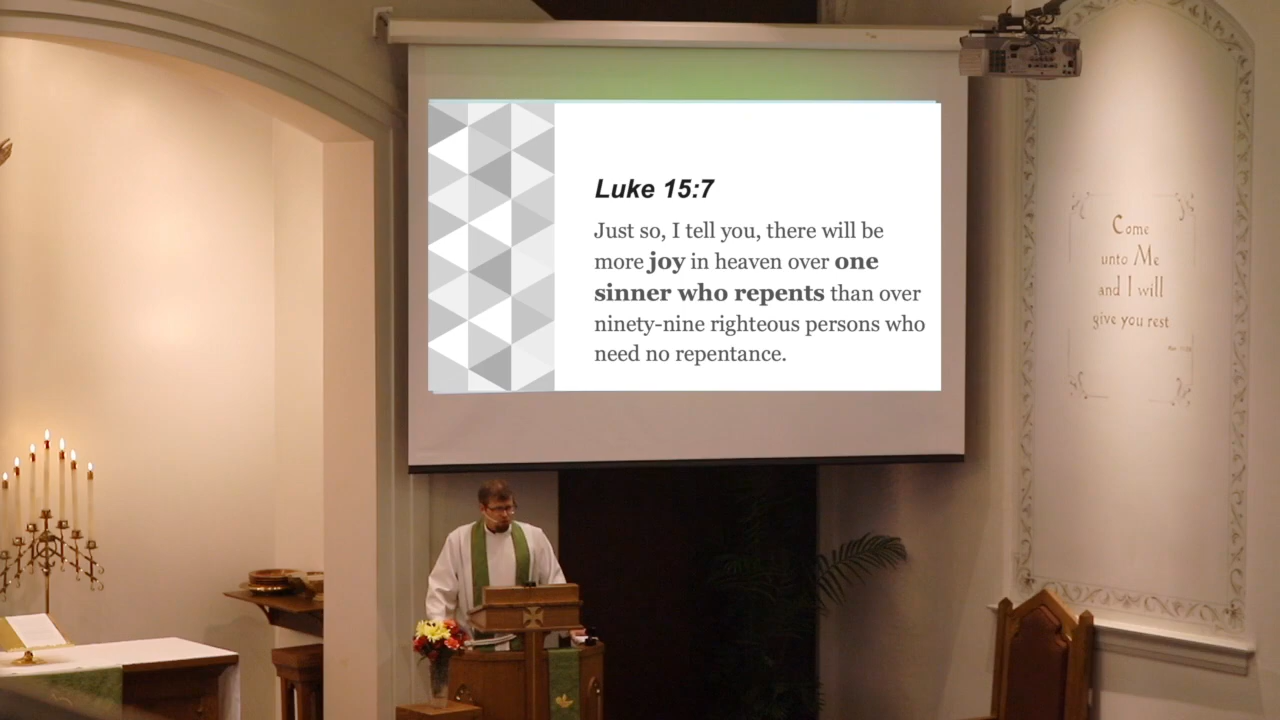 Luke 15:7
Just so, I tell you, there will be
more joy in heaven over one
sinner who repents than over
ninety-nine righteous persons who
need no repentance.
Come
unto Me
and I will
give you rest